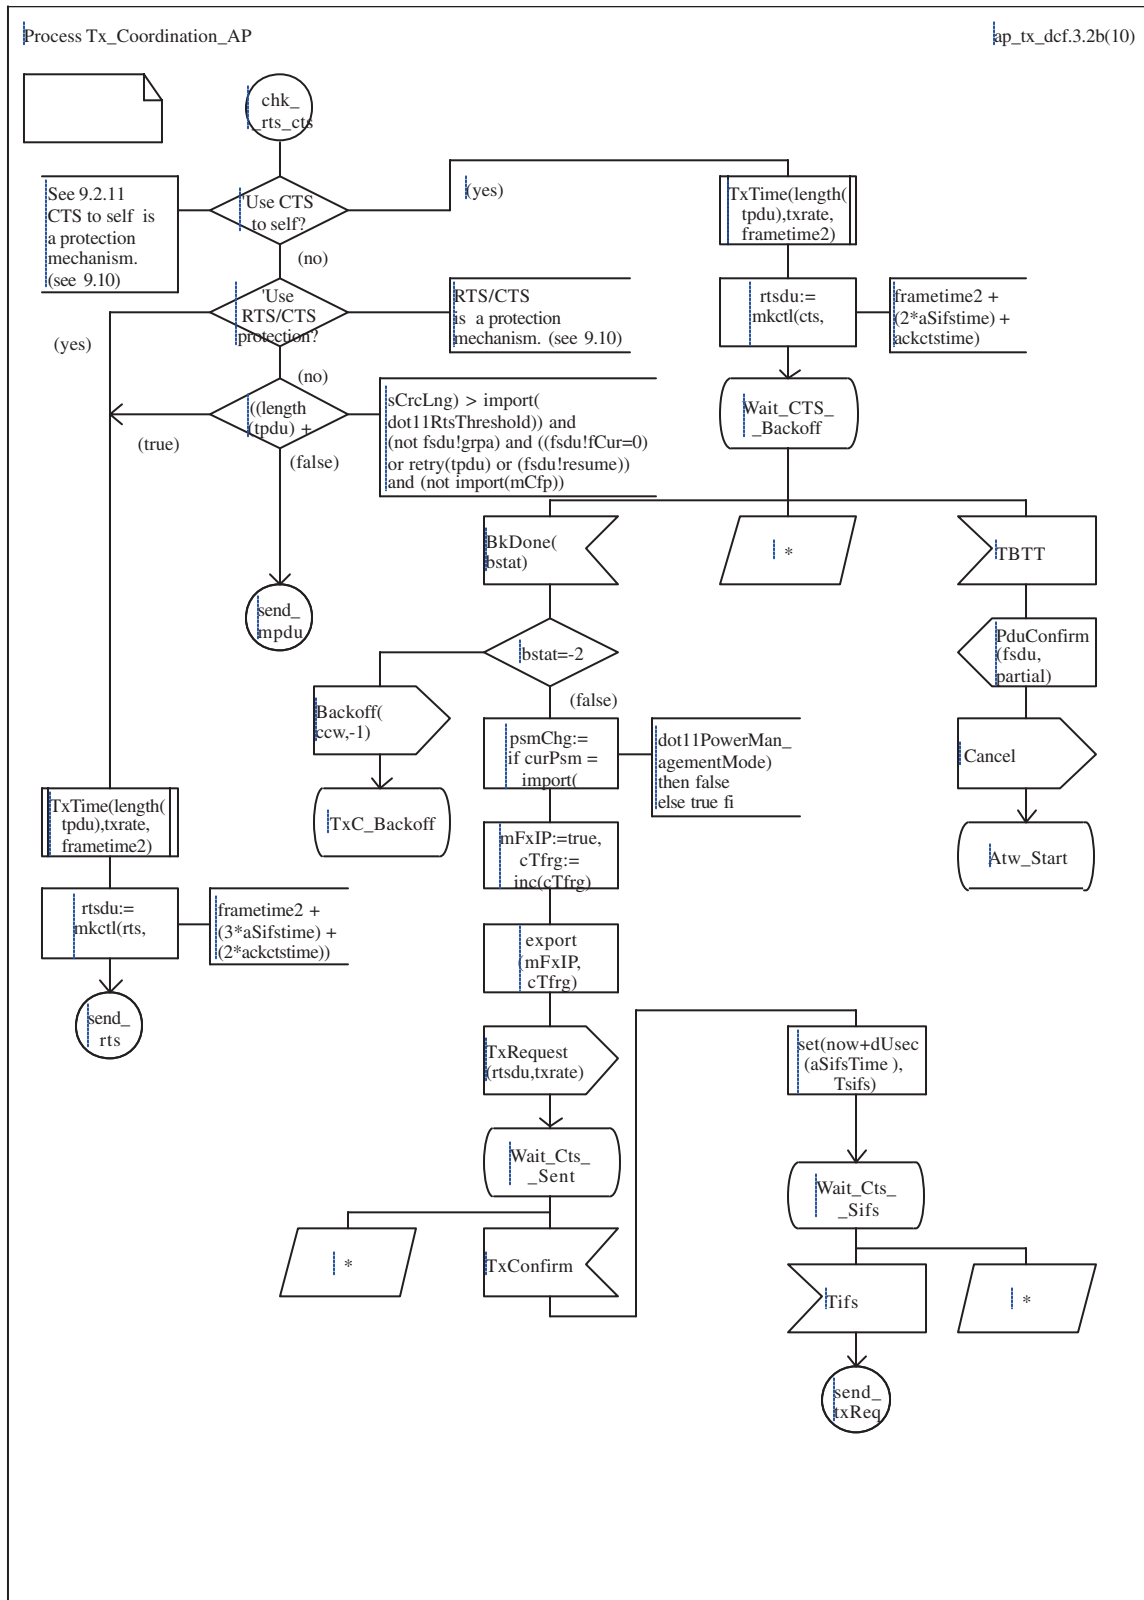 Process Tx_Coordination_AP
ap_tx_dcf.3.2b(10)
chk_
_rts_cts
See 9.2.11
CTS to self is
a protection
mechanism.
(see 9.10)
'Use CTS
to self?
(yes)
(no)
TxTime(length(
tpdu),txrate,
frametime2)
'Use
RTS/CTS
protection?
RTS/CTS
is a protection
mechanism. (see 9.10)
rtsdu:=
mkctl(cts,
frametime2 +
(2*aSifstime) +
ackctstime)
(yes)
(no)
((length
(tpdu) +
(true)
(false)
sCrcLng) > import(
dot11RtsThreshold)) and
(not fsdu!grpa) and ((fsdu!fCur=0)
or retry(tpdu) or (fsdu!resume))
and (not import(mCfp))
Wait_CTS_
_Backoff
BkDone(
bstat)
*
TBTT
send_
mpdu
bstat=-2
PduConfirm
(fsdu,
partial)
(false)
Backoff(
ccw,-1)
psmChg:=
if curPsm =
import(
dot11PowerMan_
agementMode)
then false
else true fi
Cancel
TxTime(length(
tpdu),txrate,
frametime2)
TxC_Backoff
mFxIP:=true,
cTfrg:=
inc(cTfrg)
Atw_Start
rtsdu:=
mkctl(rts,
frametime2 +
(3*aSifstime) +
(2*ackctstime))
export
(mFxIP,
cTfrg)
send_
rts
TxRequest
(rtsdu,txrate)
set(now+dUsec
(aSifsTime ),
Tsifs)
Wait_Cts_
_Sent
Wait_Cts_
_Sifs
*
TxConfirm
Tifs
*
send_
txReq